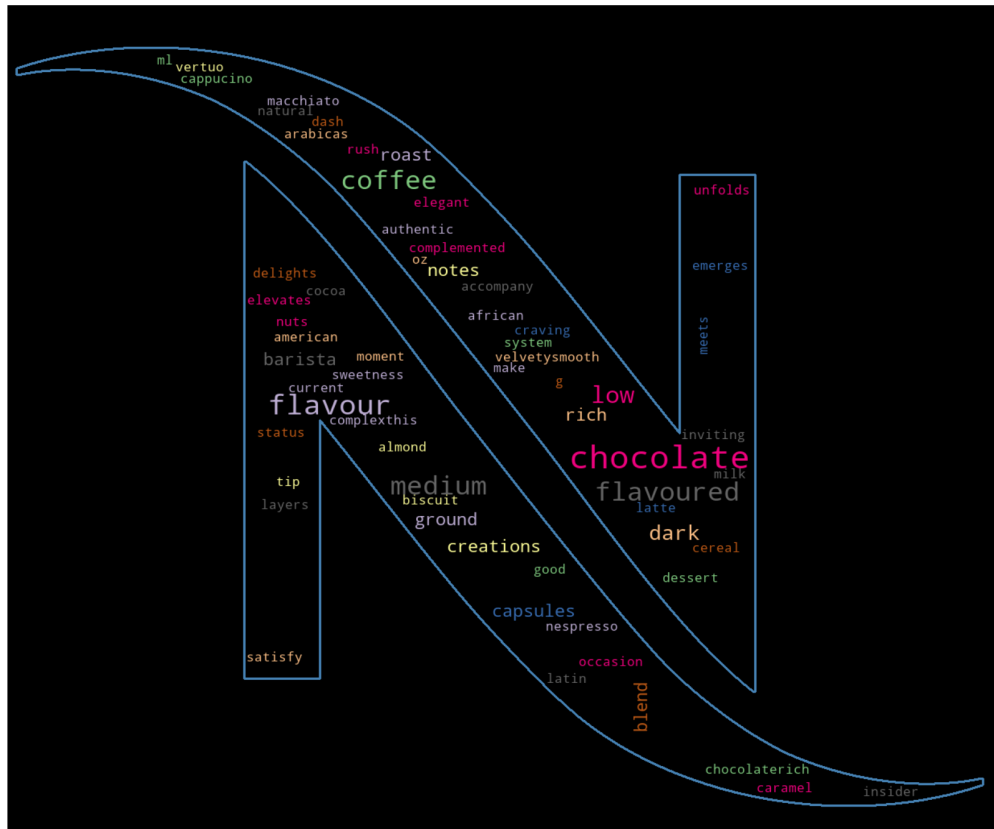 ml
vertuo
cappucino
macchiato
natural
dash
arabicas
rush
roast
coffee
unfolds
elegant
authentic
complemented
oz
emerges
notes
delights
accompany
cocoa
elevates
african
nuts
craving
meets
american
system
barista
moment
velvetysmooth
make
sweetness
g
current
low
flavour
rich
complexthis
status
inviting
almond
chocolate
milk
tip
medium
flavoured
biscuit
layers
latte
ground
dark
creations
cereal
good
dessert
capsules
nespresso
satisfy
occasion
latin
blend
chocolaterich
caramel
insider